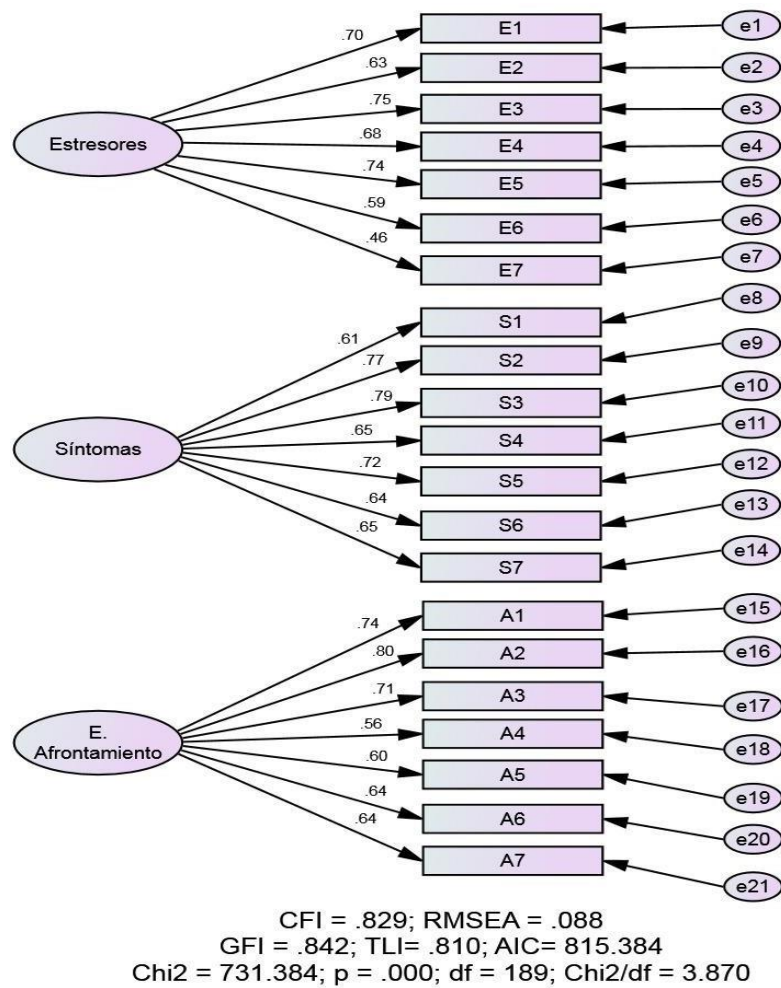 .70
E1
e1
.63
E2
e2
.75
E3
e3
Estresores
.68
E4
e4
.74
E5
e5
.59
E6
e6
.46
E7
e7
.61
S1
e8
.77
S2
e9
.79
S3
e10
Síntomas
.65
S4
e11
.72
S5
e12
.64
S6
e13
.65
S7
e14
.74
A1
e15
.80
A2
e16
.71
A3
e17
E.
Afrontamiento
.56
A4
e18
.60
A5
e19
.64
A6
e20
.64
A7
e21
CFI = .829; RMSEA = .088
GFI = .842; TLI= .810; AIC= 815.384
Chi2 = 731.384; p = .000; df = 189; Chi2/df = 3.870